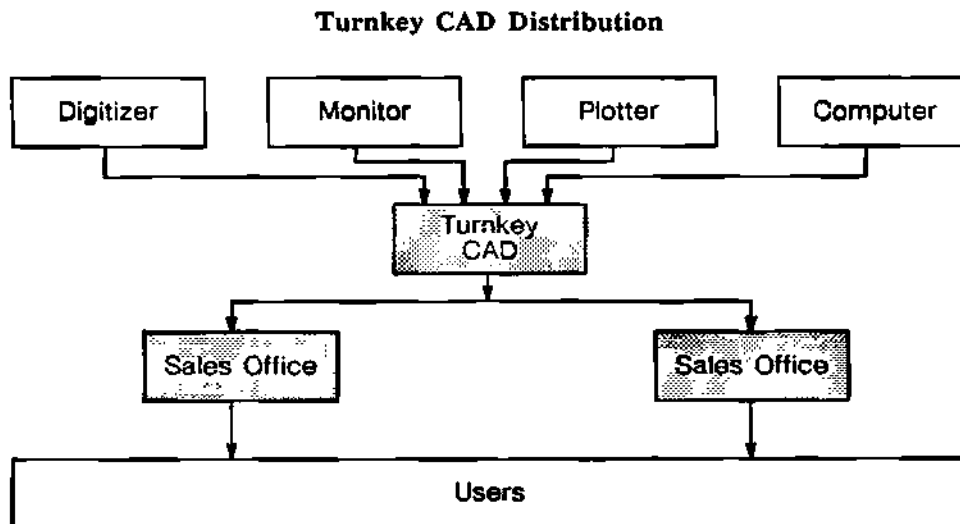 Turnkey CAD Distribution
Digitizer
Monitor
Plotter
Computer
Turnkey
CAD
Sales Office
Sales Office
Users